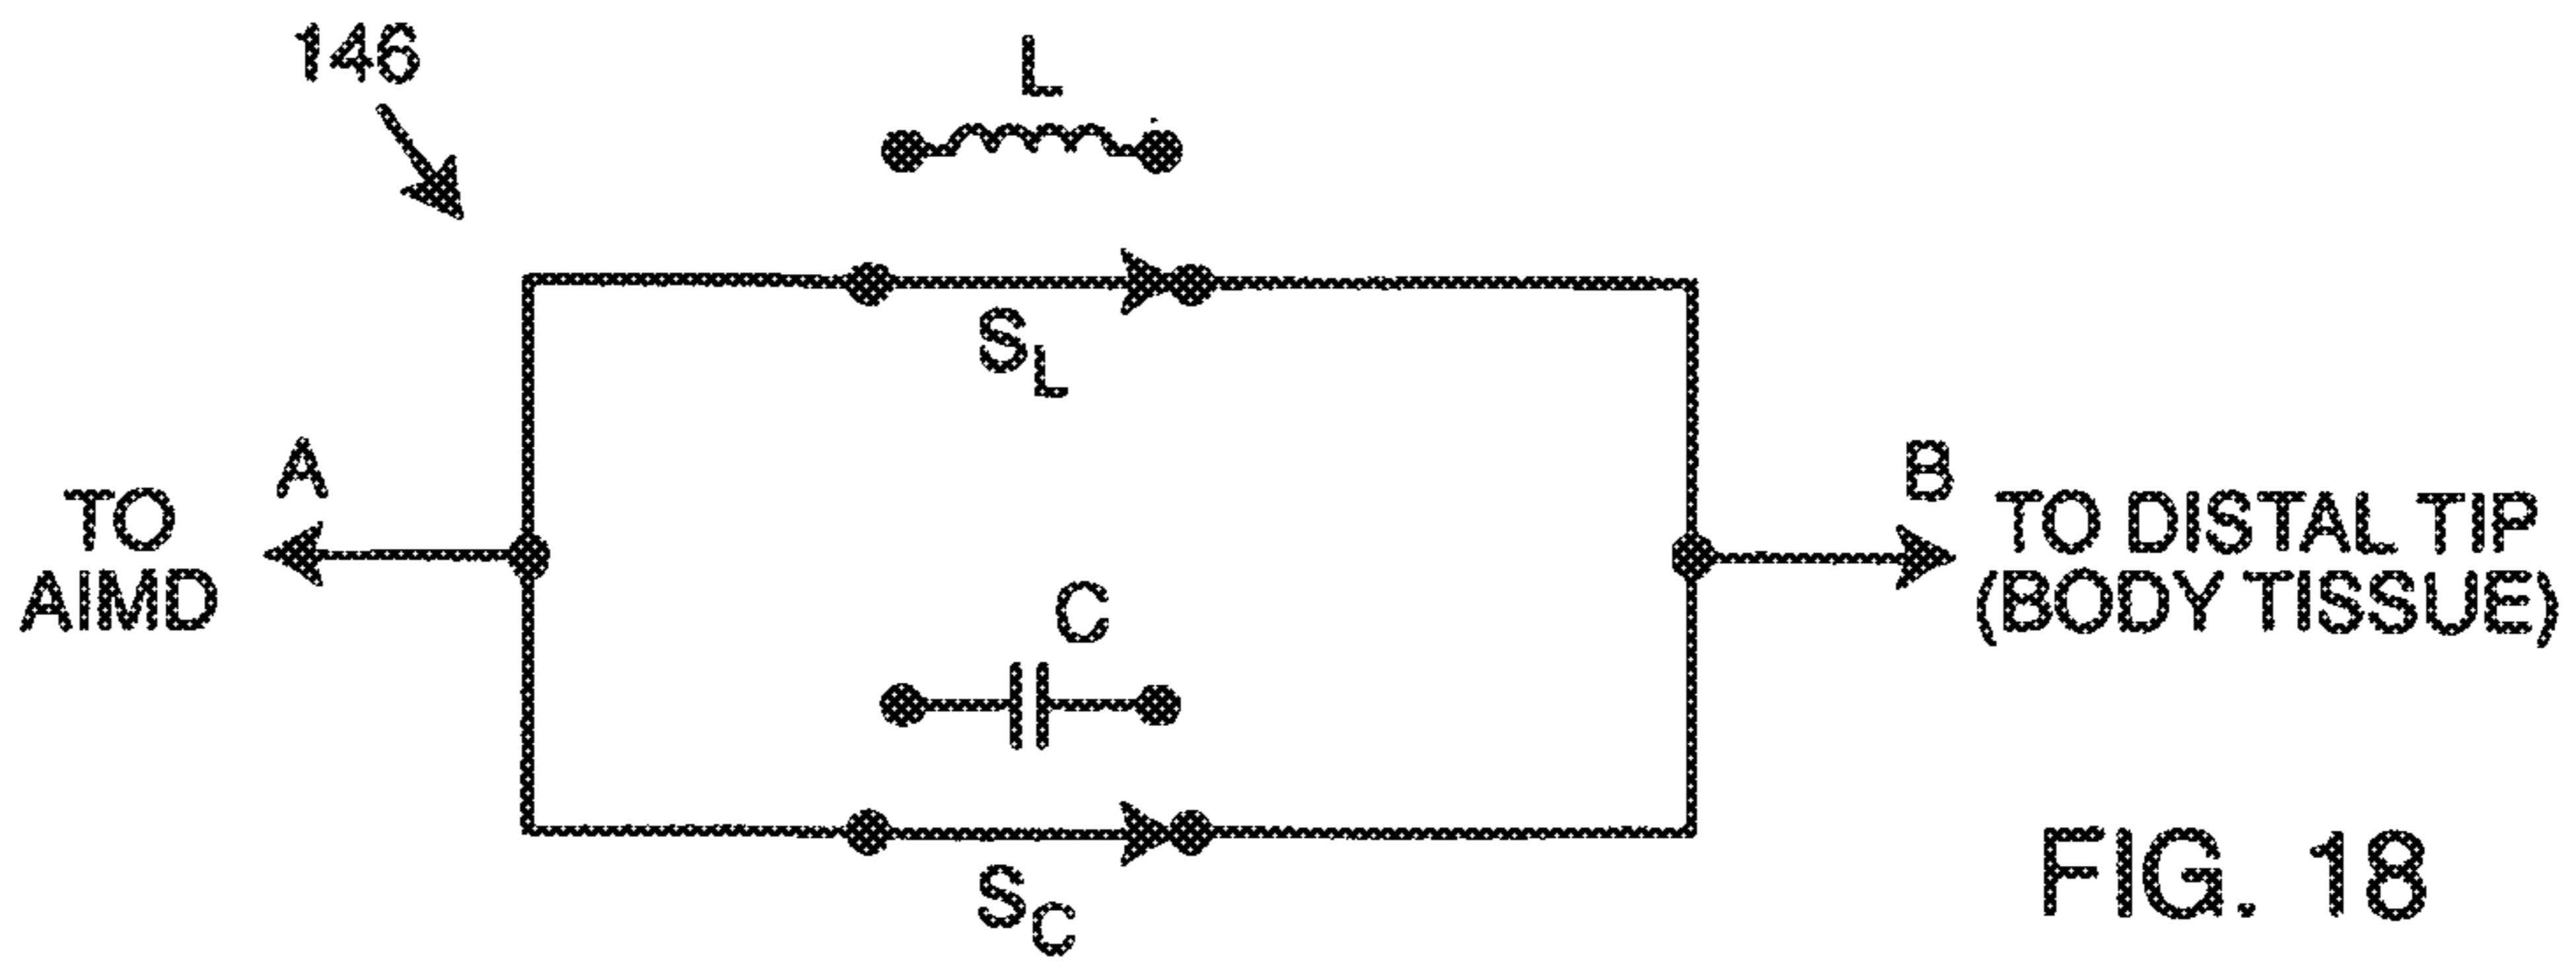 146
L
S_L
A
TO
AIMD
B
TO DISTAL TIP
(BODY TISSUE)
C
S_C
FIG. 18